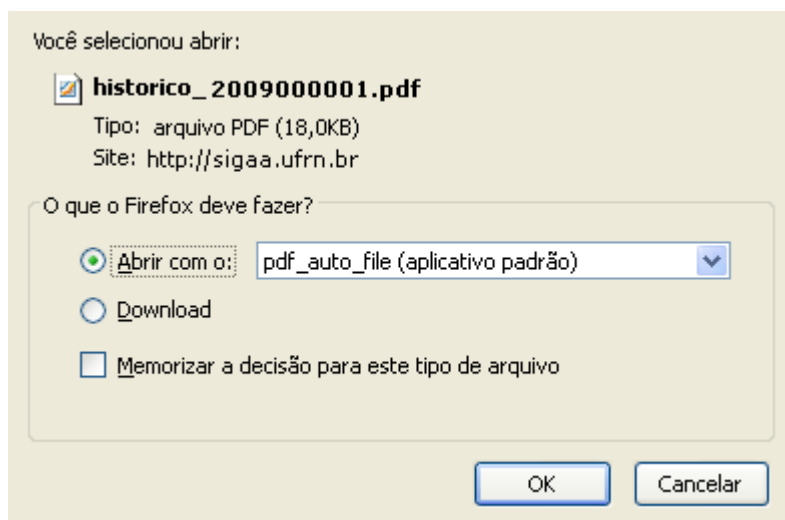 Você selecionou abrir:
historico_2009000001.pdf
Tipo: arquivo PDF (18,0KB)
Site: http://sigaa.ufrn.br
O que o Firefox deve fazer?
Abrir com o: pdf_auto_file (aplicativo padrão)
Download
Memorizar a decisão para este tipo de arquivo
OK Cancelar